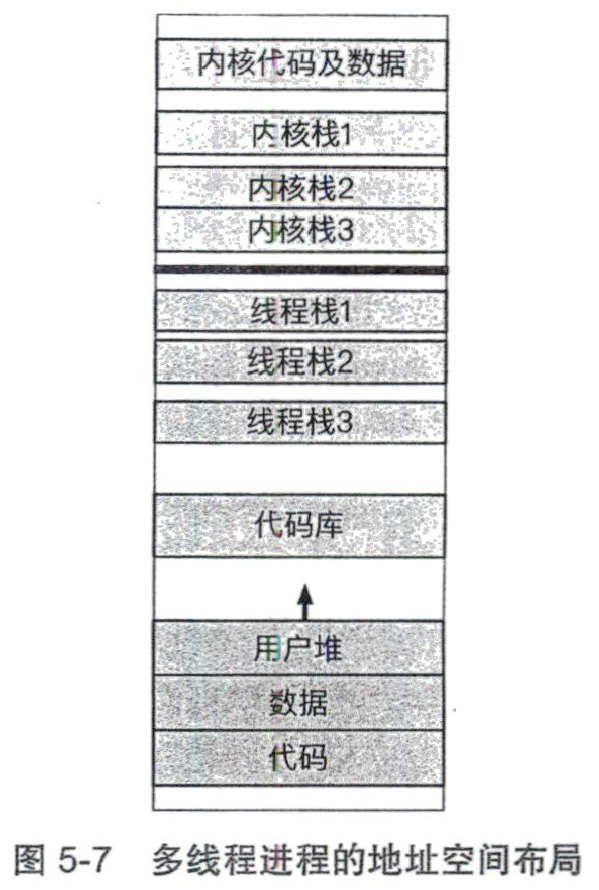 内核代码及数据
内核栈1
内核栈2
内核栈3
线程栈1
线程栈2
线程栈3
代码库
用户堆
数据
代码
图 5-7 多线程进程的地址空间布局